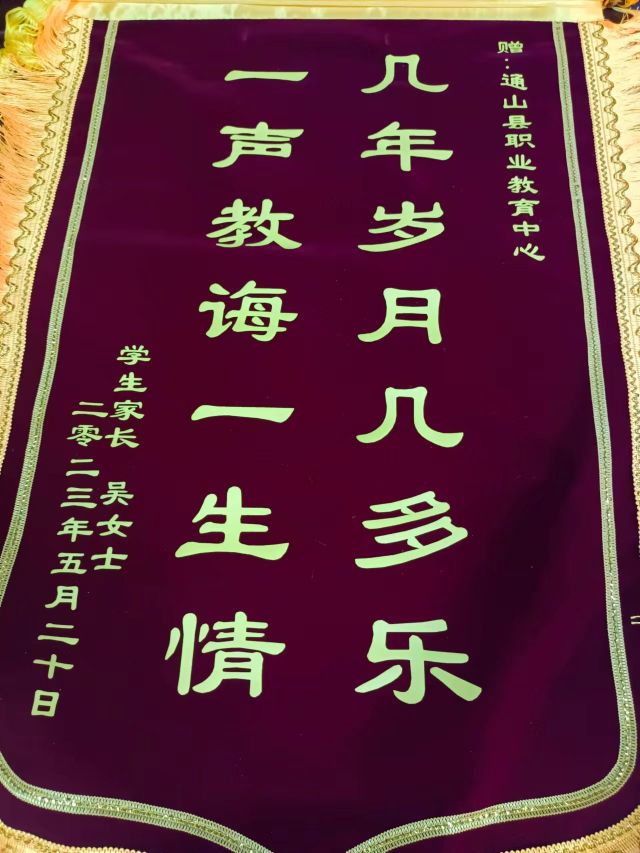 赠：通山县职业教育中心
几年岁月几多乐
一声教诲一生情
学生家长 吴女士
二零二三年五月二十日